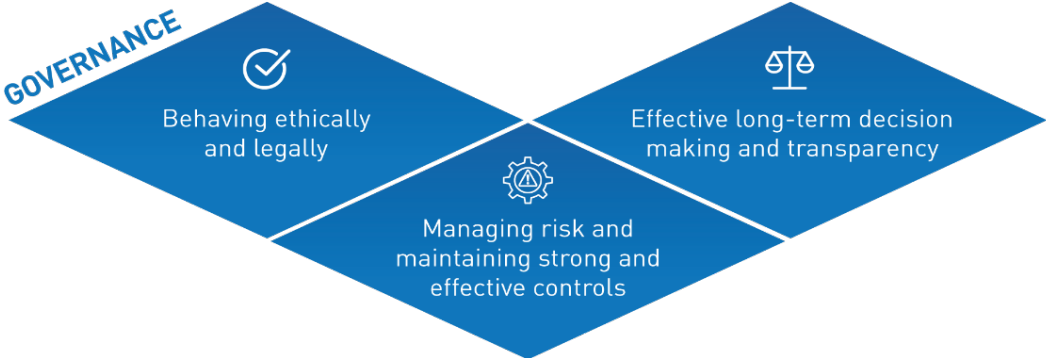 GOVERNANCE
Behaving ethically
and legally
Effective long-term decision
making and transparency
Managing risk and
maintaining strong and
effective controls